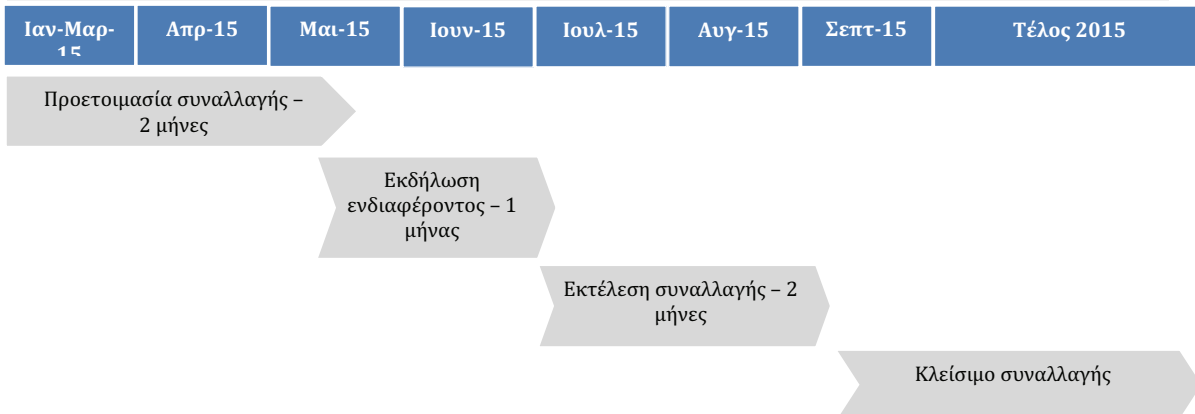 Ιαν-Μαρ- Απρ-15 Μαι-15 Ιουν-15 Ιουλ-15 Αυγ-15 Σεπτ-15 Τέλος 2015
15
Προετοιμασία συναλλαγής –
2 μήνες
Εκδήλωση
ενδιαφέροντος – 1
μήνας
Εκτέλεση συναλλαγής – 2
μήνες
Κλείσιμο συναλλαγής